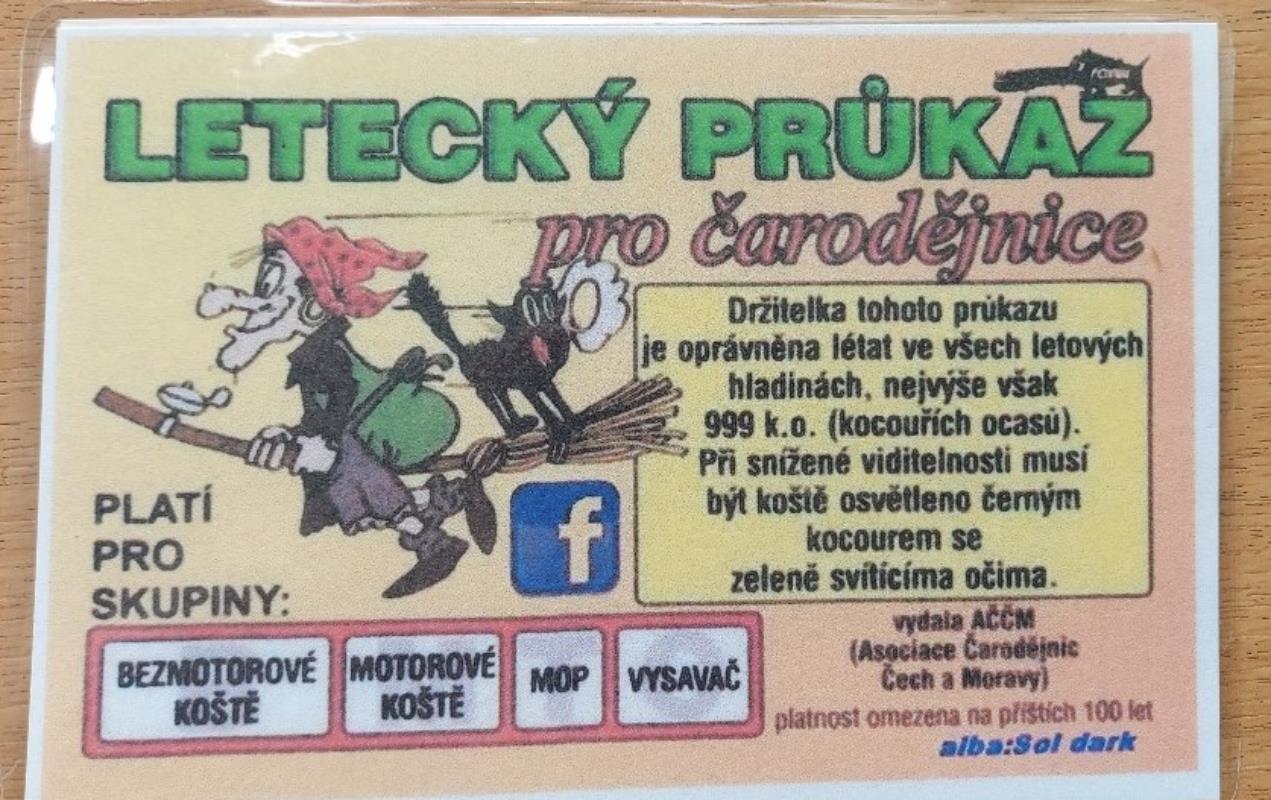 LETECKÝ PRŮKAZ
pro čarodějnice
Držitelka tohoto průkazu
je oprávněna létat ve všech letových
hladinách, nejvýše však
999 k.o. (kocouřích ocasů).
Při snížené viditelnosti musí
být koště osvětleno černým
kocourem se
zeleně svítícíma očima.
f
PLATÍ
PRO
SKUPINY:
BEZMOTOROVÉ
KOŠTĚ
MOTOROVÉ
KOŠTĚ
MOP
VYSAVAČ
vydala AČČM
(Asociace Čarodějnic
Čech a Moravy)
platnost omezena na příštích 100 let
alba:Sol dark